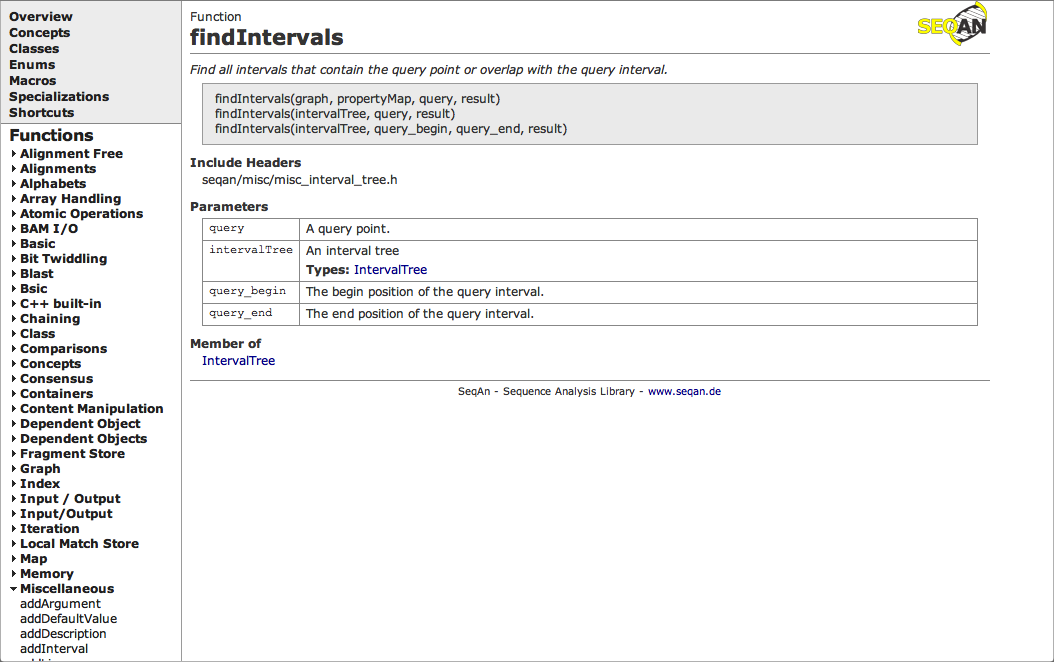 Overview
Concepts
Classes
Enums
Macros
Specializations
Shortcuts
Functions
Alignment Free
Alignments
Alphabets
Array Handling
Atomic Operations
BAM I/O
Basic
Bit Twiddling
Blast
Bsic
C++ built-in
Chaining
Class
Comparisons
Concepts
Consensus
Containers
Content Manipulation
Dependent Object
Dependent Objects
Fragment Store
Graph
Index
Input / Output
Input/Output
Iteration
Local Match Store
Map
Memory
Miscellaneous
addArgument
addDefaultValue
addDescription
addInterval
Function
SEQAN
findIntervals
Find all intervals that contain the query point or overlap with the query interval.
findIntervals(graph, propertyMap, query, result)
findIntervals(intervalTree, query, result)
findIntervals(intervalTree, query_begin, query_end, result)
Include Headers
seqan/misc/misc_interval_tree.h
Parameters
query A query point.
intervalTree An interval tree
Types: IntervalTree
query_begin The begin position of the query interval.
query_end The end position of the query interval.
Member of
IntervalTree
SeqAn - Sequence Analysis Library - www.seqan.de